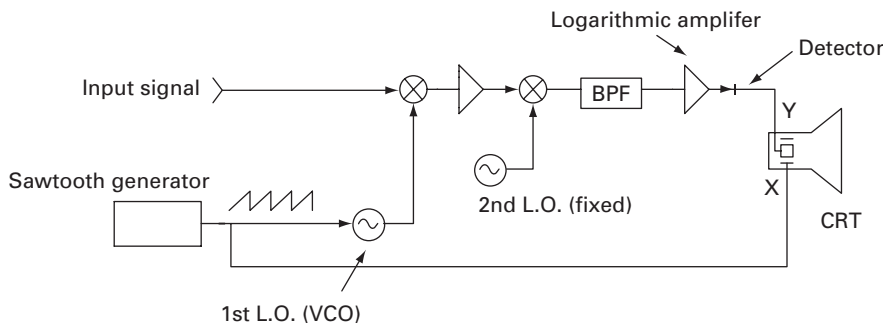 Logarithmic amplifer
Detector
Input signal
BPF
Y
Sawtooth generator
2nd L.O. (fixed)
X
CRT
1st L.O. (VCO)